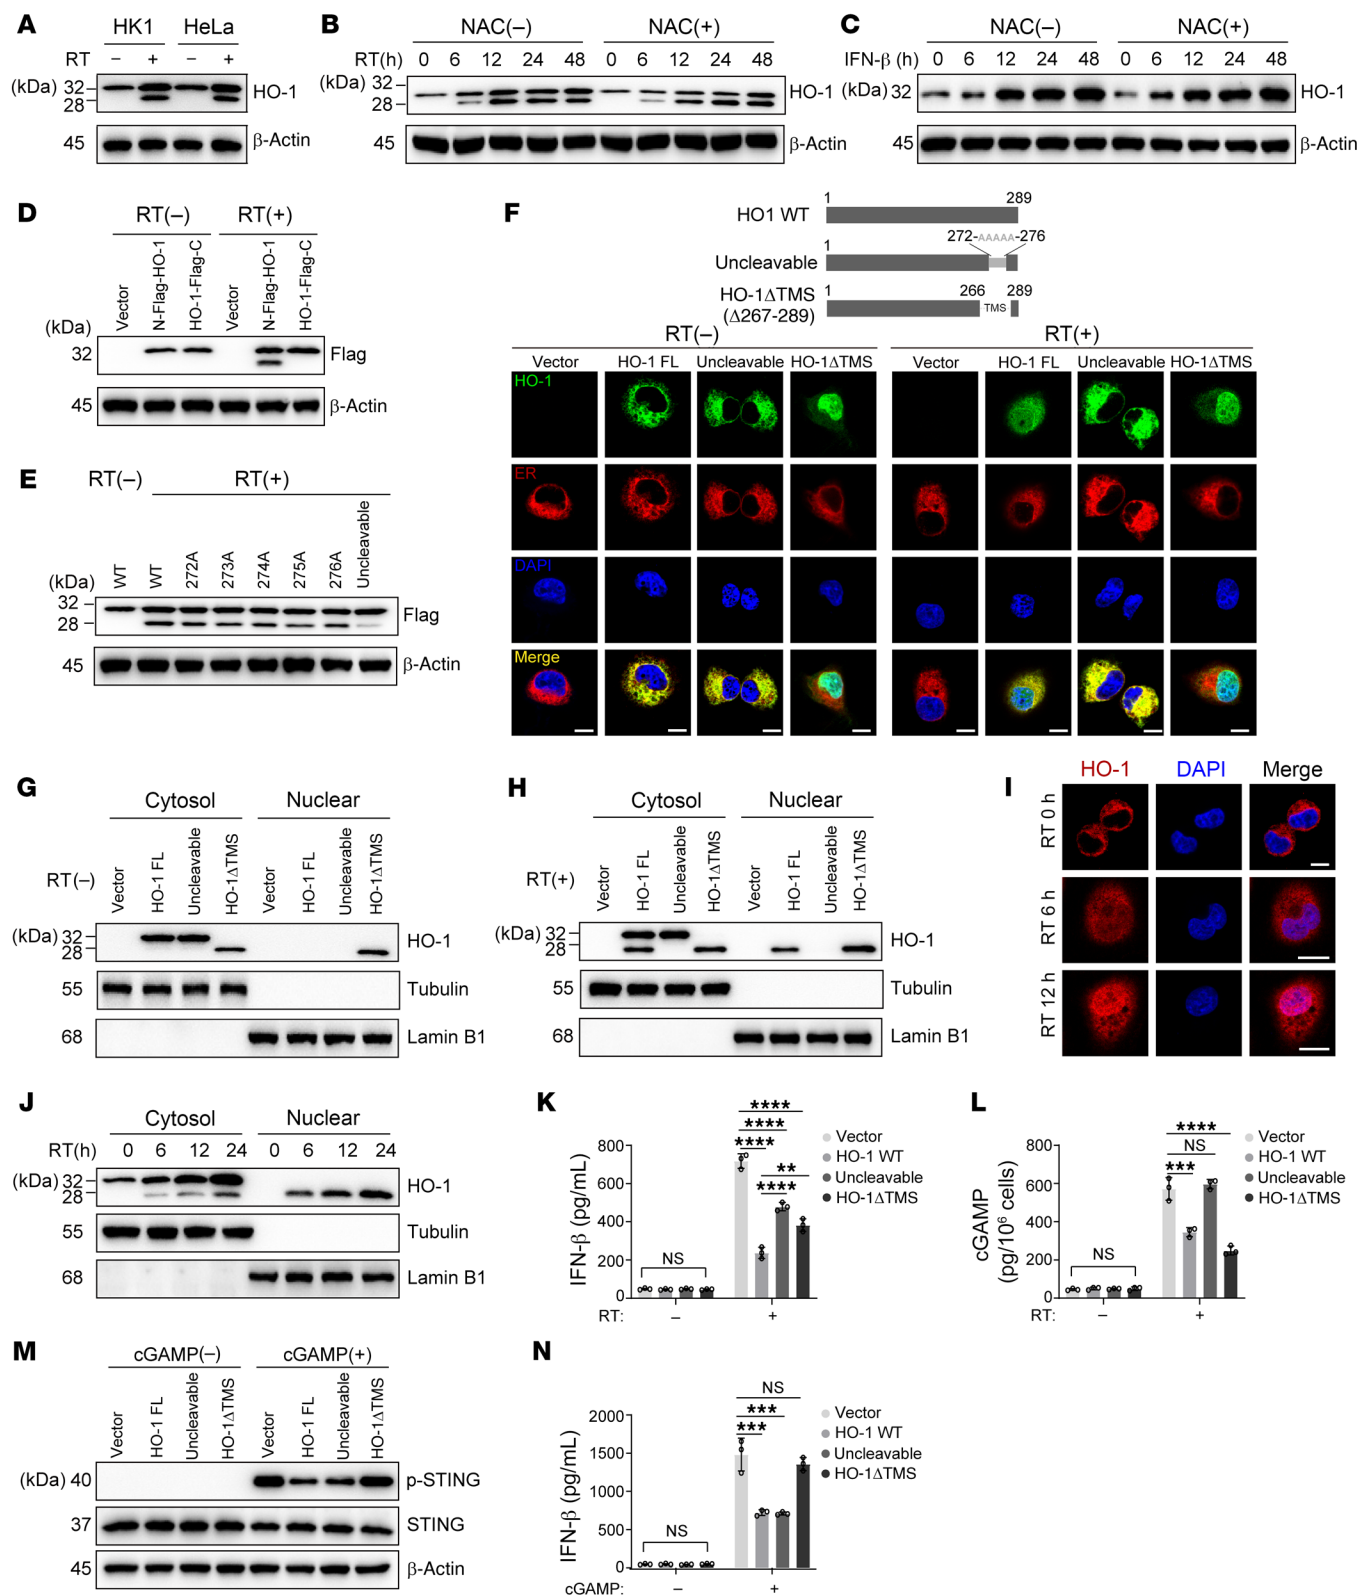 A
HK1 HeLa
RT – + – +
(kDa) 32
28
HO-1
45
β-Actin
B
NAC(–) NAC(+)
RT(h) 0 6 12 24 48 0 6 12 24 48
(kDa) 32
28
HO-1
45
β-Actin
C
NAC(–) NAC(+)
IFN-β (h) 0 6 12 24 48 0 6 12 24 48
(kDa) 32
HO-1
45
β-Actin
D
RT(–) RT(+)
Vector N-Flag-HO-1 HO-1-Flag-C Vector N-Flag-HO-1 HO-1-Flag-C
(kDa)
32 Flag
45 β-Actin
E
RT(–) RT(+)
WT WT 272A 273A 274A 275A 276A Uncleavable
(kDa)
32
28
Flag
45 β-Actin
F
1 289
HO1 WT
272-AAAAA-276
1
Uncleavable
HO-1ΔTMS
(Δ267-289)
1 266 289
TMS
RT(–) RT(+)
Vector HO-1 FL Uncleavable HO-1ΔTMS Vector HO-1 FL Uncleavable HO-1ΔTMS
HO-1
ER
DAPI
Merge
G
Cytosol Nuclear
RT(–) Vector HO-1 FL Uncleavable HO-1ΔTMS Vector HO-1 FL Uncleavable HO-1ΔTMS
(kDa) 32
28
HO-1
55 Tubulin
68 Lamin B1
H
Cytosol Nuclear
RT(+) Vector HO-1 FL Uncleavable HO-1ΔTMS Vector HO-1 FL Uncleavable HO-1ΔTMS
(kDa) 32
28
HO-1
55 Tubulin
68 Lamin B1
I
HO-1 DAPI Merge
RT 0 h
RT 6 h
RT 12 h
J
Cytosol Nuclear
RT(h) 0 6 12 24 0 6 12 24
(kDa) 32
28
HO-1
55 Tubulin
68 Lamin B1
K
IFN-β (pg/mL)
800
600
400
200
0
NS
****
****
****
**
****
RT: – +
Vector
HO-1 WT
Uncleavable
HO-1ΔTMS
L
cGAMP
(pg/10⁶ cells)
800
600
400
200
0
NS
****
NS
***
RT: – +
Vector
HO-1 WT
Uncleavable
HO-1ΔTMS
M
cGAMP(–) cGAMP(+)
Vector HO-1 FL Uncleavable HO-1ΔTMS Vector HO-1 FL Uncleavable HO-1ΔTMS
(kDa) 40 p-STING
37 STING
45 β-Actin
N
IFN-β (pg/mL)
2000
1500
1000
500
0
NS
NS
***
***
cGAMP: – +
Vector
HO-1 WT
Uncleavable
HO-1ΔTMS